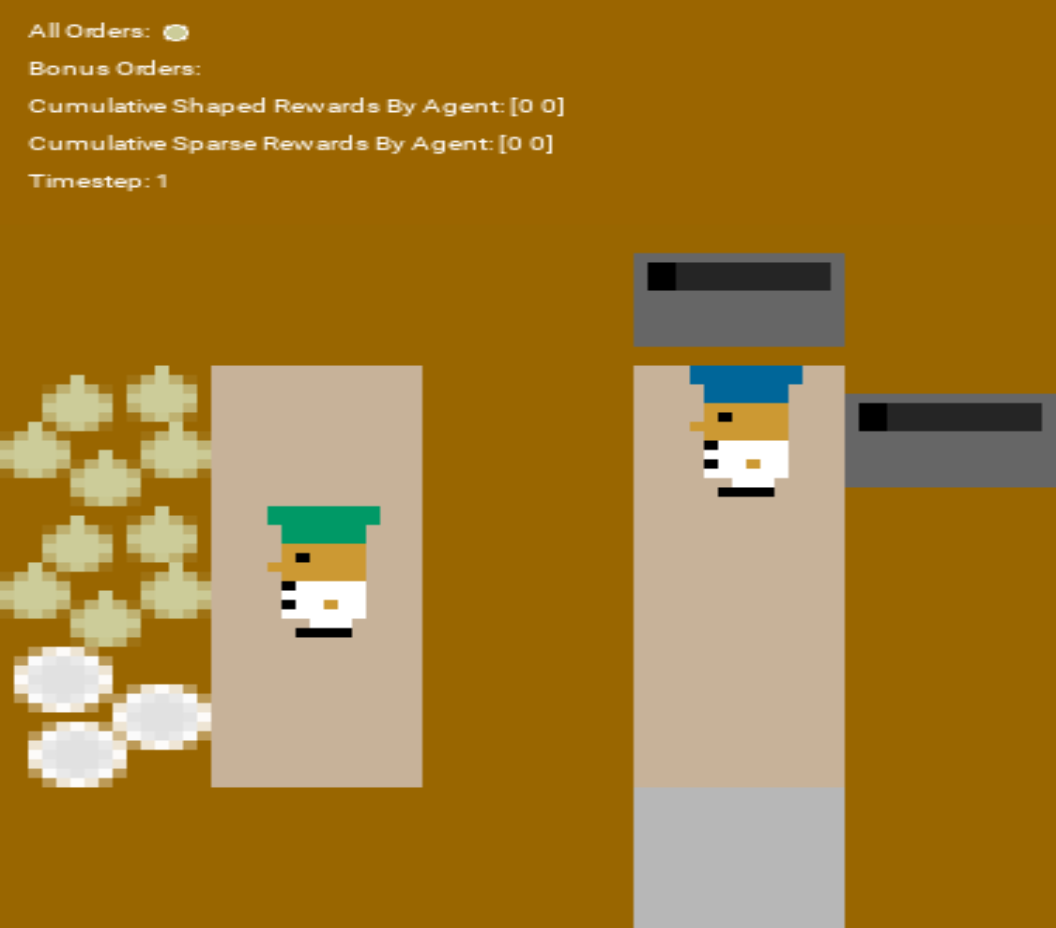 All Orders:
Bonus Orders:
Cumulative Shaped Rewards By Agent: [0 0]
Cumulative Sparse Rewards By Agent: [0 0]
Timestep: 1